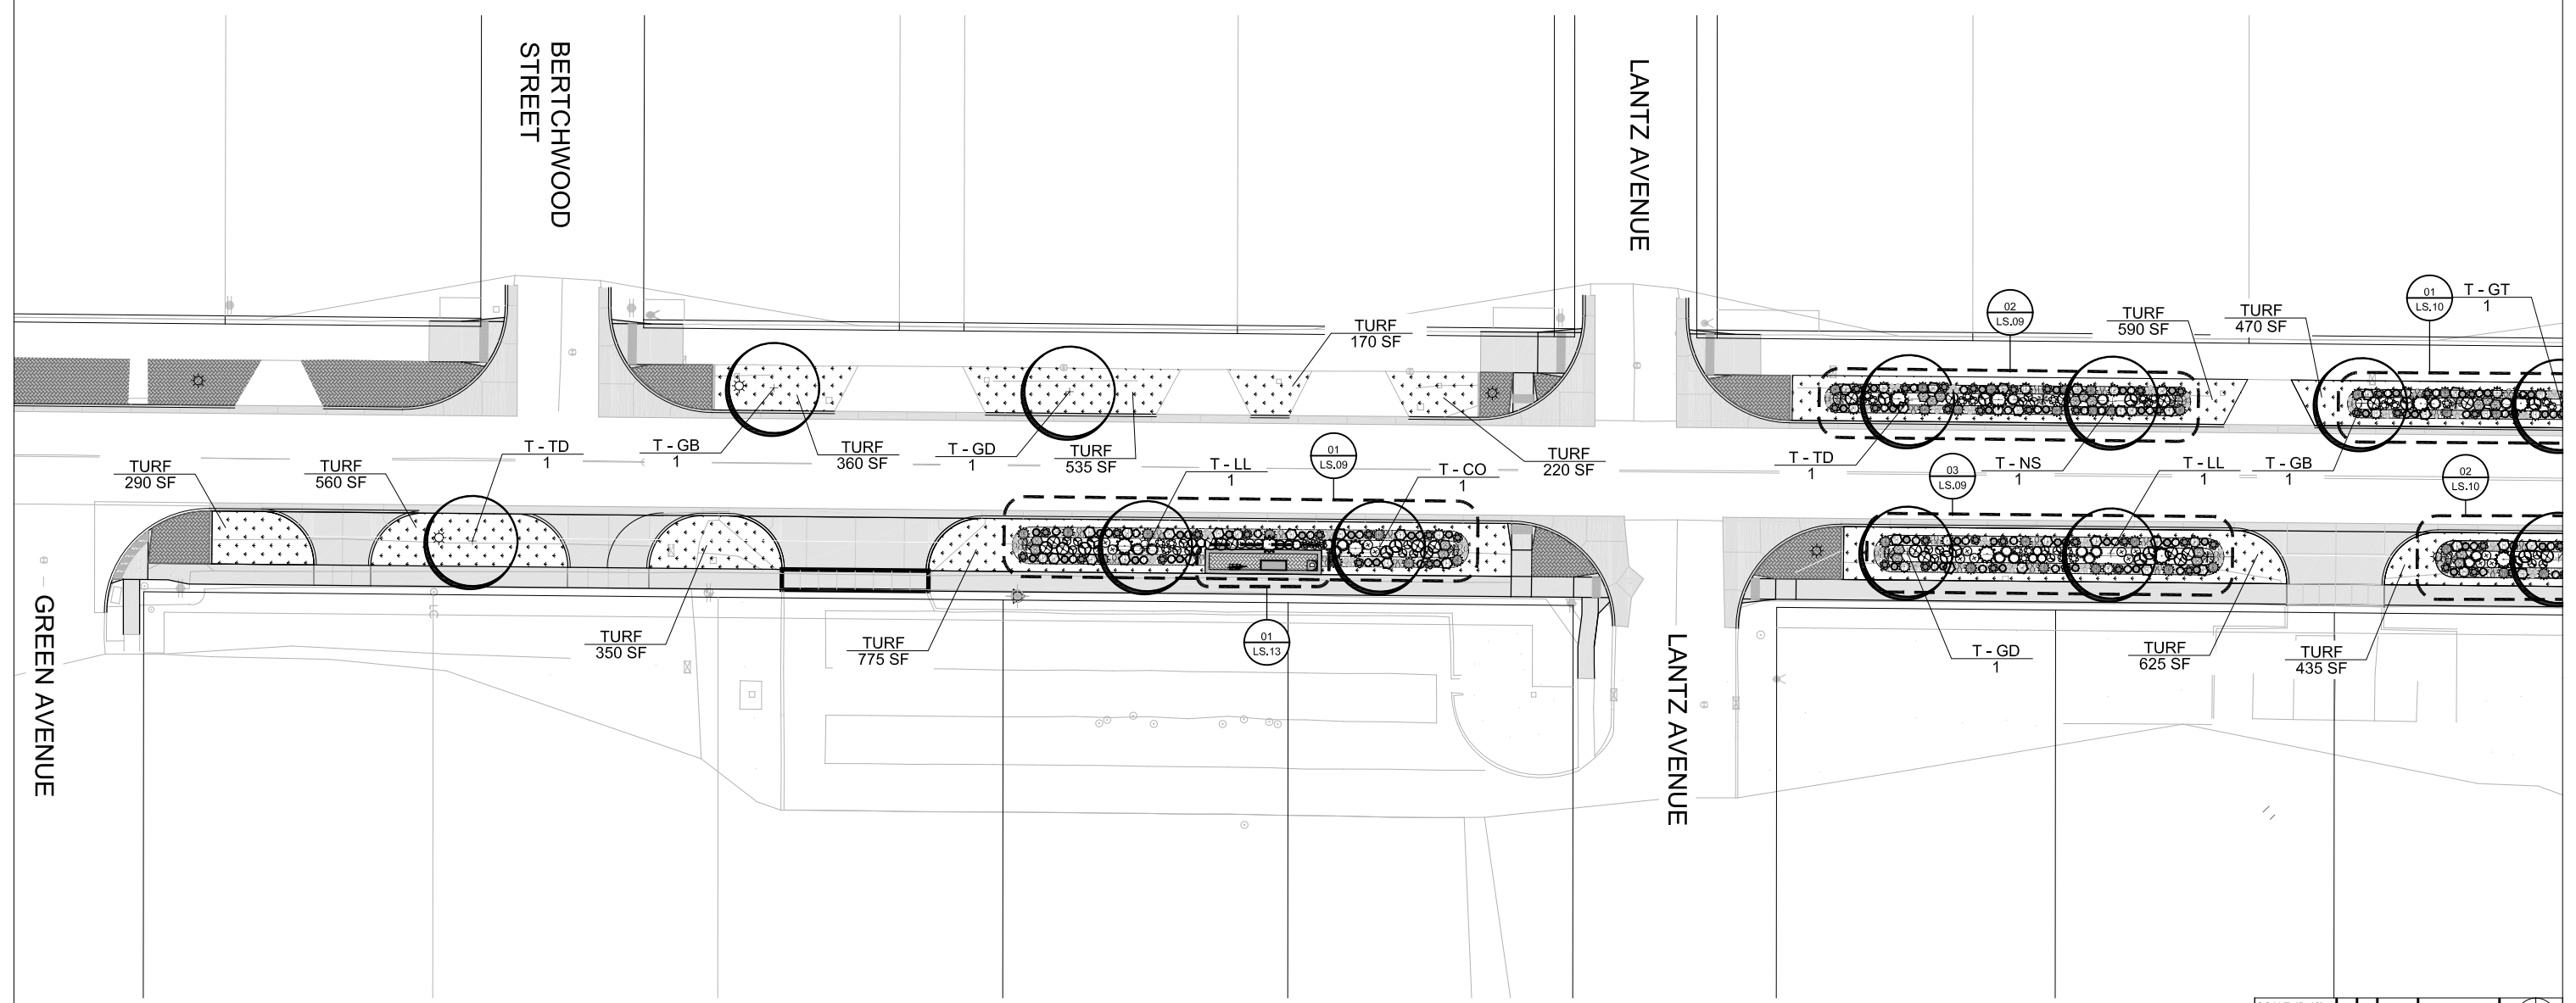 BERTCHWOOD
STREET
LANTZ AVENUE
01
LS.10
T - GT
1
02
LS.09
TURF
590 SF
TURF
470 SF
TURF
170 SF
T - TD
1
T - GB
1
TURF
360 SF
T - GD
1
TURF
535 SF
01
LS.09
TURF
220 SF
T - TD
1
03
LS.09
T - NS
1
T - LL
1
T - GB
1
02
LS.10
TURF
290 SF
TURF
560 SF
T - LL
1
T - CO
1
GREEN AVENUE
TURF
350 SF
TURF
775 SF
01
LS.13
LANTZ AVENUE
T - GD
1
TURF
625 SF
TURF
435 SF